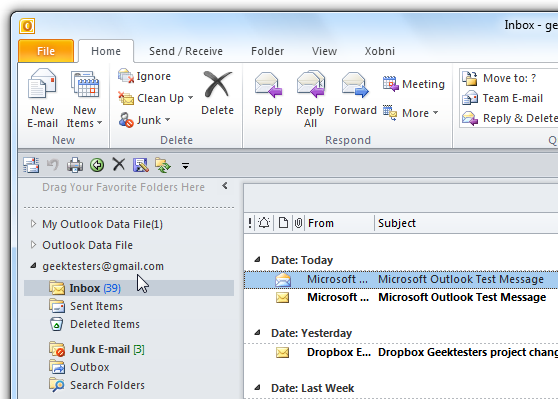 Inbox - ge
File Home Send / Receive Folder View Xobni
New E-mail
New Items
New
Ignore
Clean Up
Junk
Delete
Delete
Reply
Reply All
Forward
Meeting
More
Respond
Move to: ?
Team E-mail
Reply & Delete
Q
Drag Your Favorite Folders Here
My Outlook Data File(1)
Outlook Data File
geektesters@gmail.com
Inbox (39)
Sent Items
Deleted Items
Junk E-mail [3]
Outbox
Search Folders
! From Subject
Date: Today
Microsoft ... Microsoft Outlook Test Message
Microsoft ... Microsoft Outlook Test Message
Date: Yesterday
Dropbox E... Dropbox Geektesters project chang
Date: Last Week